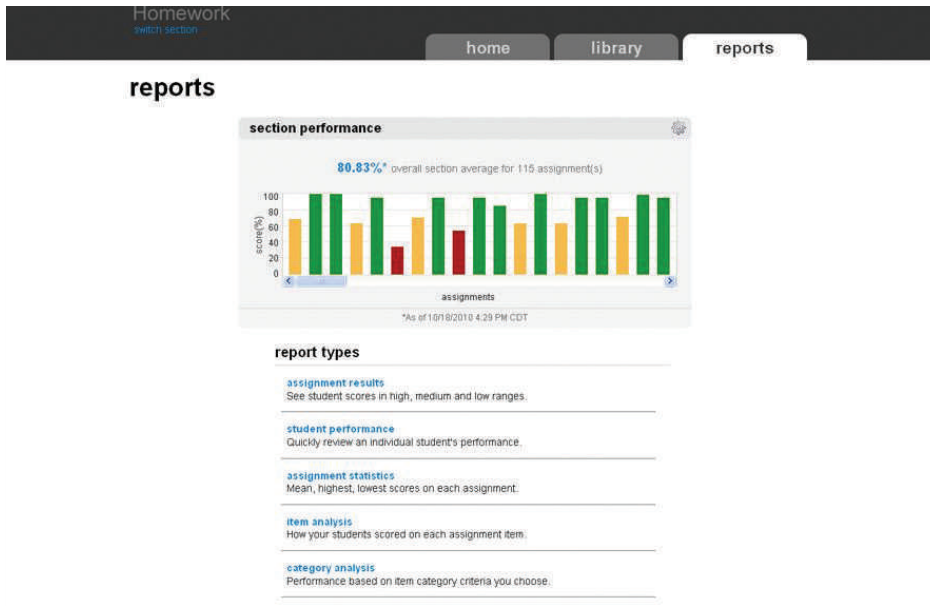 Homework
switch section
home
library
reports
reports
section performance
80.83%* overall section average for 115 assignment(s)
100
80
60
40
20
0
score(%)
assignments
*As of 10/18/2010 4:29 PM CDT
report types
assignment results
See student scores in high, medium and low ranges.
student performance
Quickly review an individual student's performance.
assignment statistics
Mean, highest, lowest scores on each assignment.
item analysis
How your students scored on each assignment item.
category analysis
Performance based on item category criteria you choose.